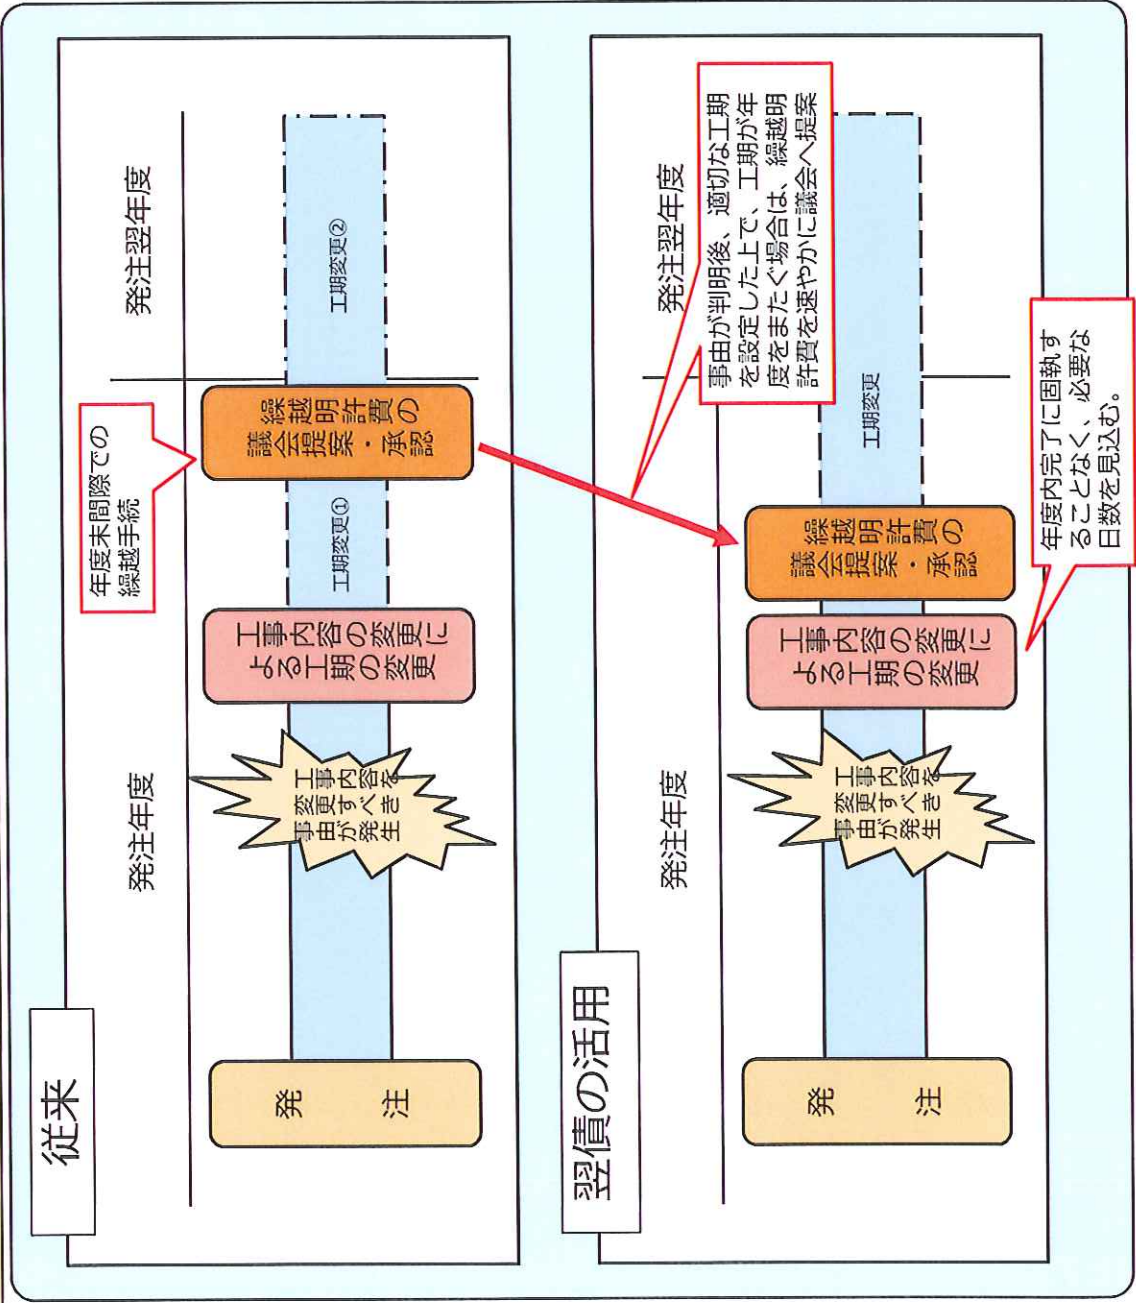 従来
発注年度
発注翌年度
発
注
工事内容を
変更すべき
事由が発生
工事内容の変更に
よる工期の変更
工期変更①
年度末間際での
繰越手続
繰越明許費の
議会提案・承認
工期変更②
翌債の活用
発注年度
発注翌年度
発
注
工事内容を
変更すべき
事由が発生
工事内容の変更に
よる工期の変更
繰越明許費の
議会提案・承認
工期変更
事由が判明後、適切な工期
を設定した上で、工期が年
度をまたぐ場合は、繰越明
許費を速やかに議会へ提案
年度内完了に固執す
ることなく、必要な
日数を見込む。